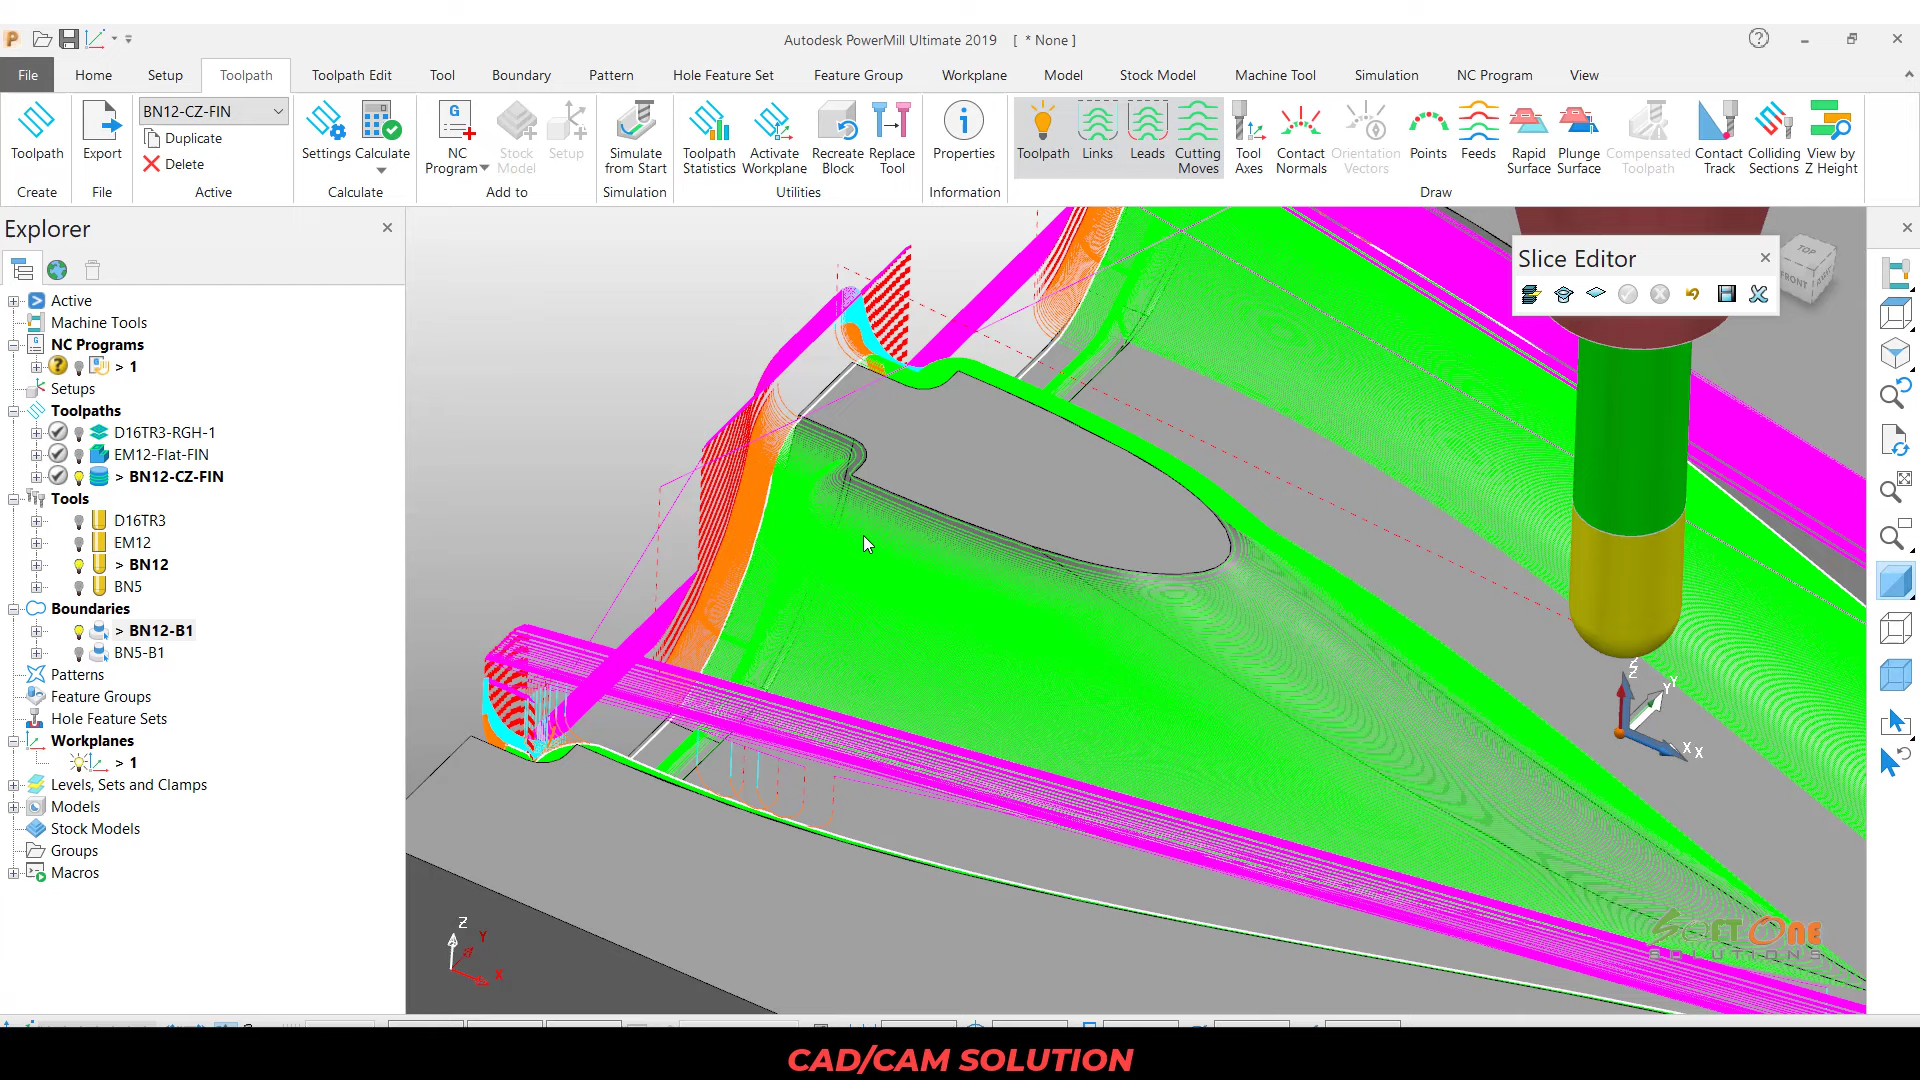 Autodesk PowerMill Ultimate 2019 [ * None ]
File Home Setup Toolpath Toolpath Edit Tool Boundary Pattern Hole Feature Set Feature Group Workplane Model Stock Model Machine Tool Simulation NC Program View
BN12-CZ-FIN
Duplicate
Delete
Toolpath
Export
Settings
Calculate
NC Program
Stock Model
Setup
Simulate from Start
Toolpath Statistics
Activate Workplane
Recreate Block
Replace Tool
Properties
Toolpath
Links
Leads
Cutting Moves
Tool Axes
Contact Normals
Orientation Vectors
Points
Feeds
Rapid Surface
Plunge Surface
Compensated Toolpath
Contact Track
Colliding Sections
View by Z Height
Create File Active Calculate Add to Simulation Utilities Information Draw
Explorer
Slice Editor
TOP
FRONT
Active
Machine Tools
NC Programs
> 1
Setups
Toolpaths
D16TR3-RGH-1
EM12-Flat-FIN
> BN12-CZ-FIN
Tools
D16TR3
EM12
> BN12
BN5
Boundaries
> BN12-B1
BN5-B1
Patterns
Feature Groups
Hole Feature Sets
Workplanes
> 1
Levels, Sets and Clamps
Models
Stock Models
Groups
Macros
Z
Z
Y
Y
X
X
Z
Y
X
SOFTONE
SOLUTIONS
CAD/CAM SOLUTION